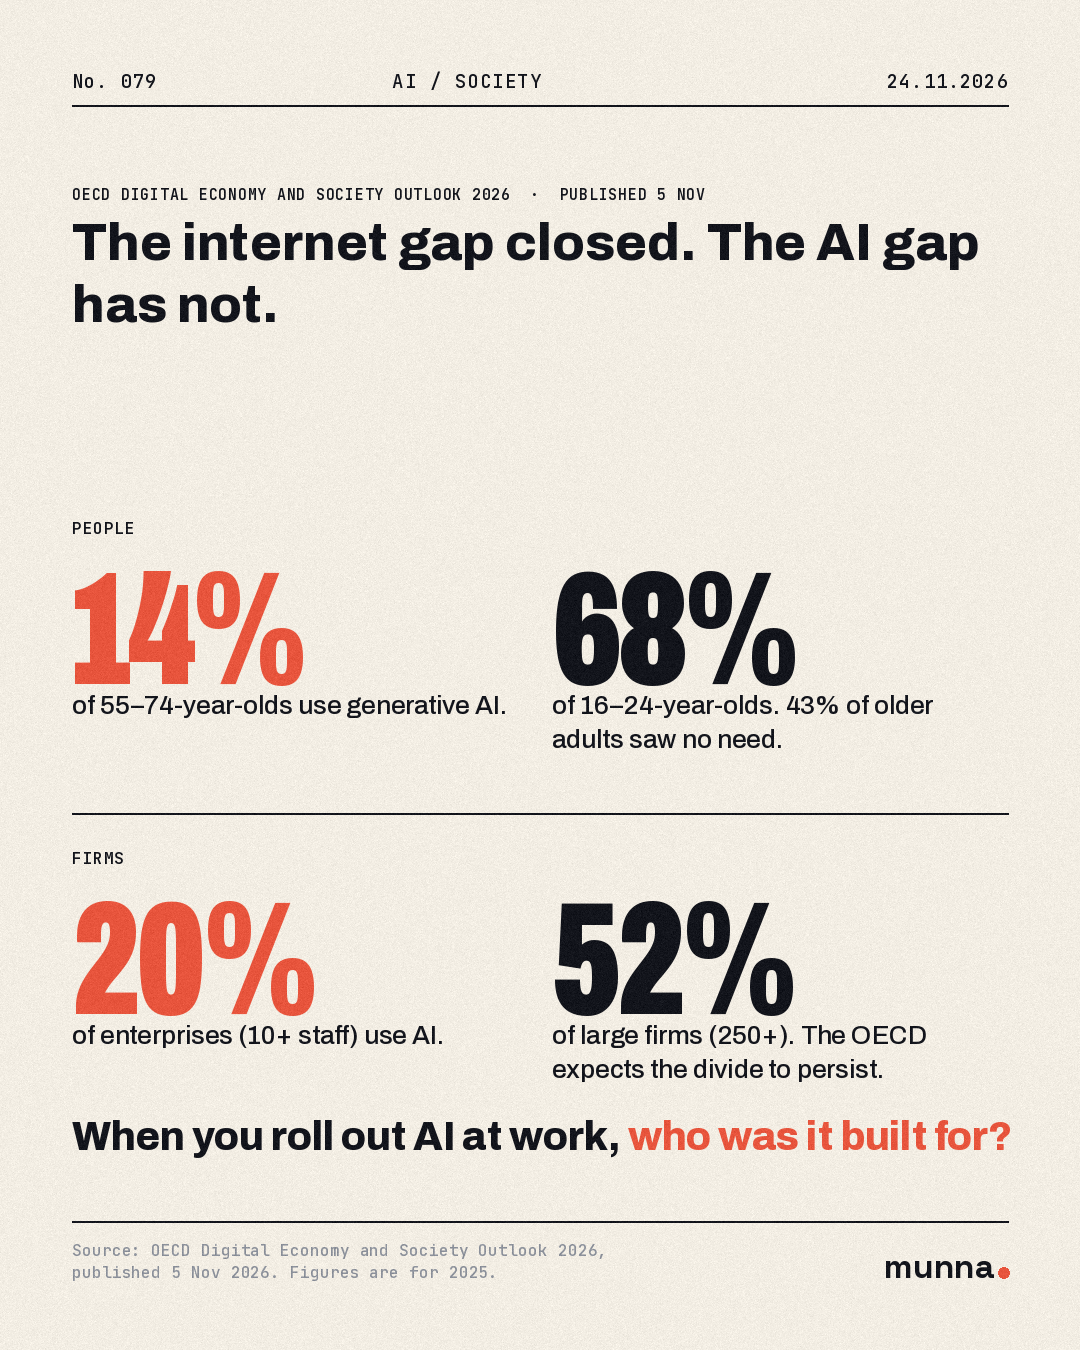 No. 079
AI / SOCIETY
24.11.2026
OECD DIGITAL ECONOMY AND SOCIETY OUTLOOK 2026 · PUBLISHED 5 NOV
The internet gap closed. The AI gap
has not.
PEOPLE
14%
of 55–74-year-olds use generative AI.
68%
of 16–24-year-olds. 43% of older
adults saw no need.
FIRMS
20%
of enterprises (10+ staff) use AI.
52%
of large firms (250+). The OECD
expects the divide to persist.
When you roll out AI at work, who was it built for?
Source: OECD Digital Economy and Society Outlook 2026,
published 5 Nov 2026. Figures are for 2025.
munna.